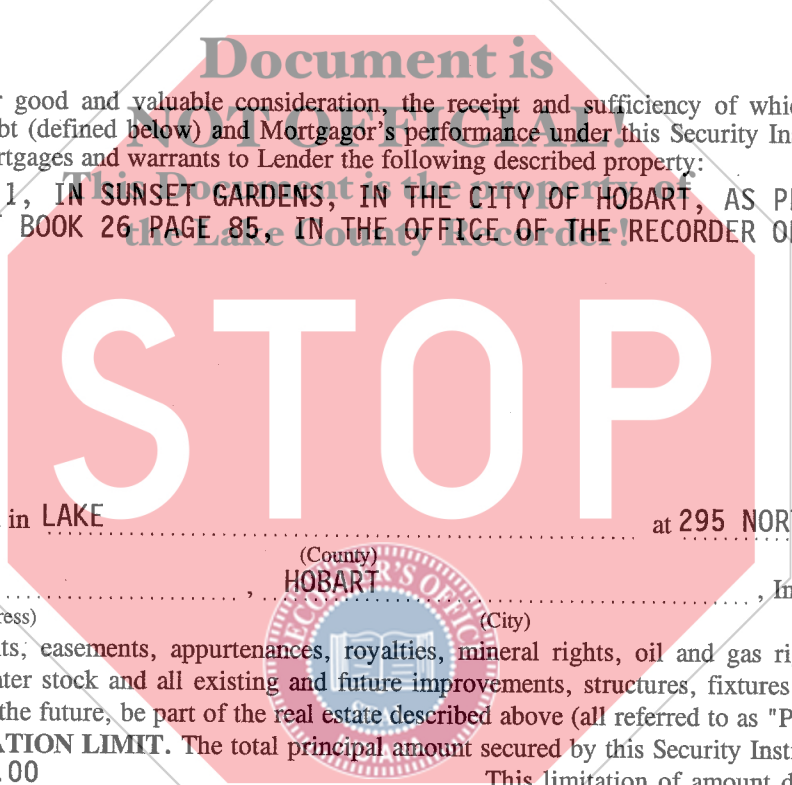 Document is
r good and valuable consideration, the receipt and sufficiency of whic
NOT OFFICIAL!
bt (defined below) and Mortgagor's performance under this Security In
rtgages and warrants to Lender the following described property:
This Document is the property of
1, IN SUNSET GARDENS, IN THE CITY OF HOBART, AS P
BOOK 26 PAGE 85, IN THE OFFICE OF THE RECORDER O
the Lake County Recorder!
STOP
in LAKE at 295 NOR
(County)
HOBART , In
ress) (City)
RECORDER'S OFFIC
nts, easements, appurtenances, royalties, mineral rights, oil and gas ri
ater stock and all existing and future improvements, structures, fixtures
the future, be part of the real estate described above (all referred to as "P
SEAL
ATION LIMIT. The total principal amount secured by this Security Inst
INDIANA
.00 This limitation of amount d